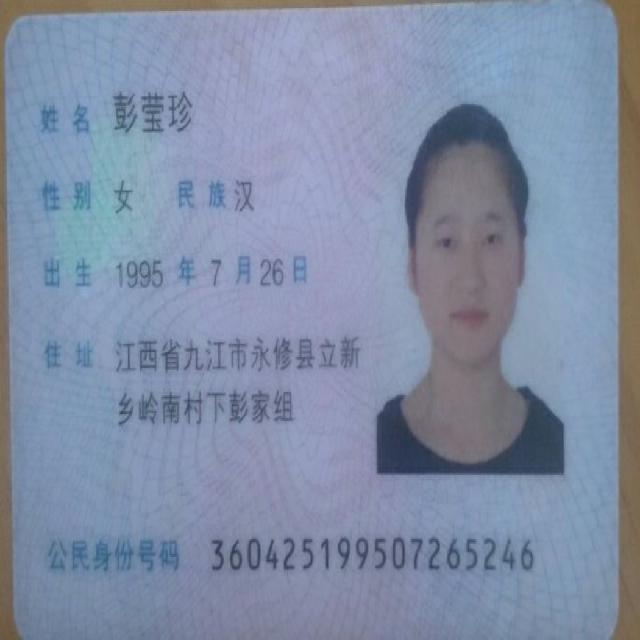 姓名 彭莹珍
性别 女 民族 汉
出生 1995 年 7 月 26 日
住址 江西省九江市永修县立新
乡岭南村下彭家组
公民身份号码 360425199507265246